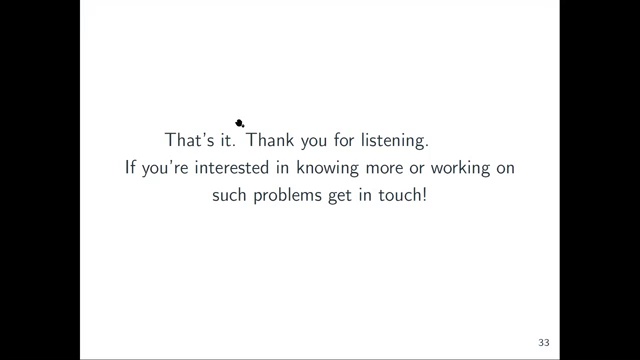 That's it. Thank you for listening.
If you're interested in knowing more or working on
such problems get in touch!
33